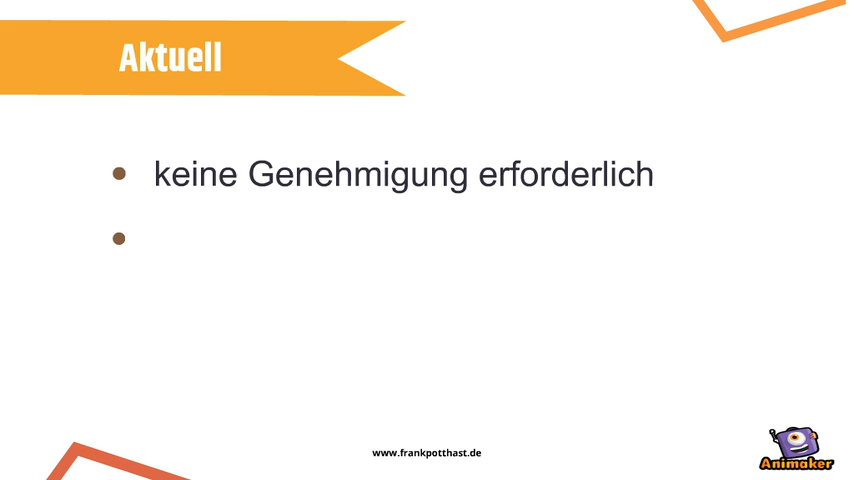 Aktuell
keine Genehmigung erforderlich
www.frankpotthast.de
Animaker